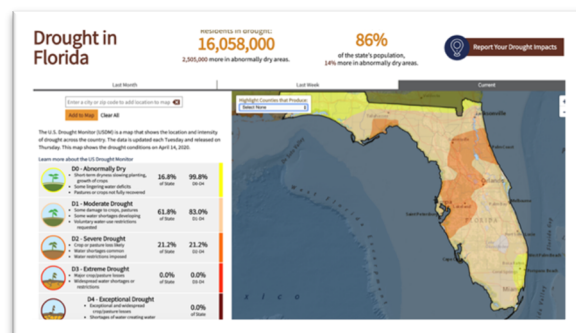 Drought in
Florida
Residents in Drought:
16,058,000
2,505,000 more in abnormally dry areas.
86%
of the state's population,
14% more in abnormally dry areas.
Report Your Drought Impacts
Last Month
Last Week
Current
Enter a city or zip code to add location to map
Add to Map
Clear All
The U.S. Drought Monitor (USDM) is a map that shows the location and intensity
of drought across the country. The data is updated each Tuesday and released on
Thursday. This map shows the drought conditions on April 14, 2020.
Learn more about the US Drought Monitor
D0 - Abnormally Dry
Short-term dryness slowing planting,
growth of crops
Some lingering water deficits
Pastures or crops not fully recovered
16.8%
of State
99.8%
D0-D4
D1 - Moderate Drought
Some damage to crops, pastures
Some water shortages developing
Voluntary water-use restrictions
requested
61.8%
of State
83.0%
D1-D4
D2 - Severe Drought
Crop or pasture loss likely
Water shortages common
Water restrictions imposed
21.2%
of State
21.2%
D2-D4
D3 - Extreme Drought
Major crop/pasture losses
Widespread water shortages or
restrictions
0.0%
of State
0.0%
D3-D4
D4 - Exceptional Drought
Exceptional and widespread
crop/pasture losses
Shortages of water creating water
0.0%
of State
Highlight Counties that Produce:
Select None
Jacksonville
Orlando
FLORIDA
Miami